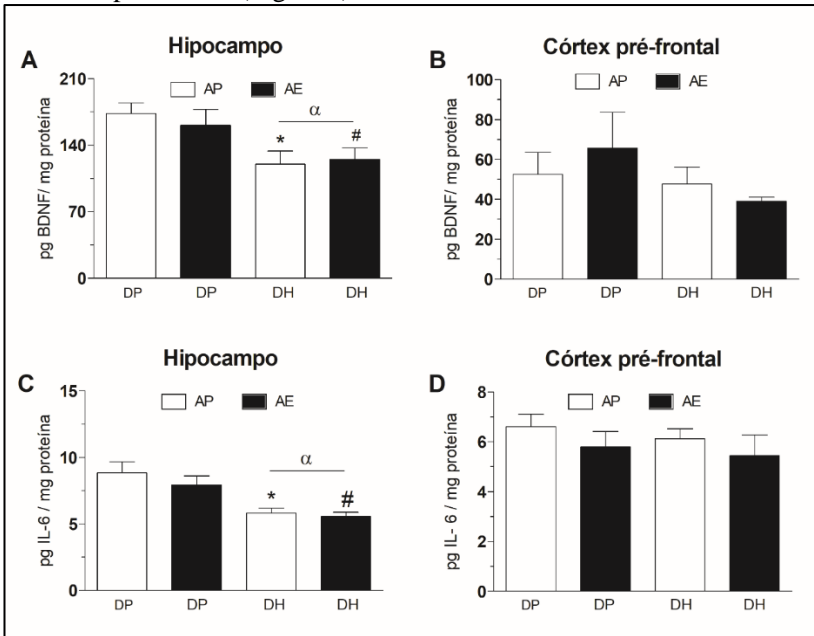 Hipocampo
A
AP AE
pg BDNF/ mg proteína
210
140
70
0
α
*
#
DP DP DH DH
Córtex pré-frontal
B
AP AE
pg BDNF/ mg proteína
100
80
60
40
20
0
DP DP DH DH
Hipocampo
C
AP AE
pg IL-6 / mg proteína
15
10
5
0
α
*
#
DP DP DH DH
Córtex pré-frontal
D
AP AE
pg IL- 6 / mg proteína
8
6
4
2
0
DP DP DH DH